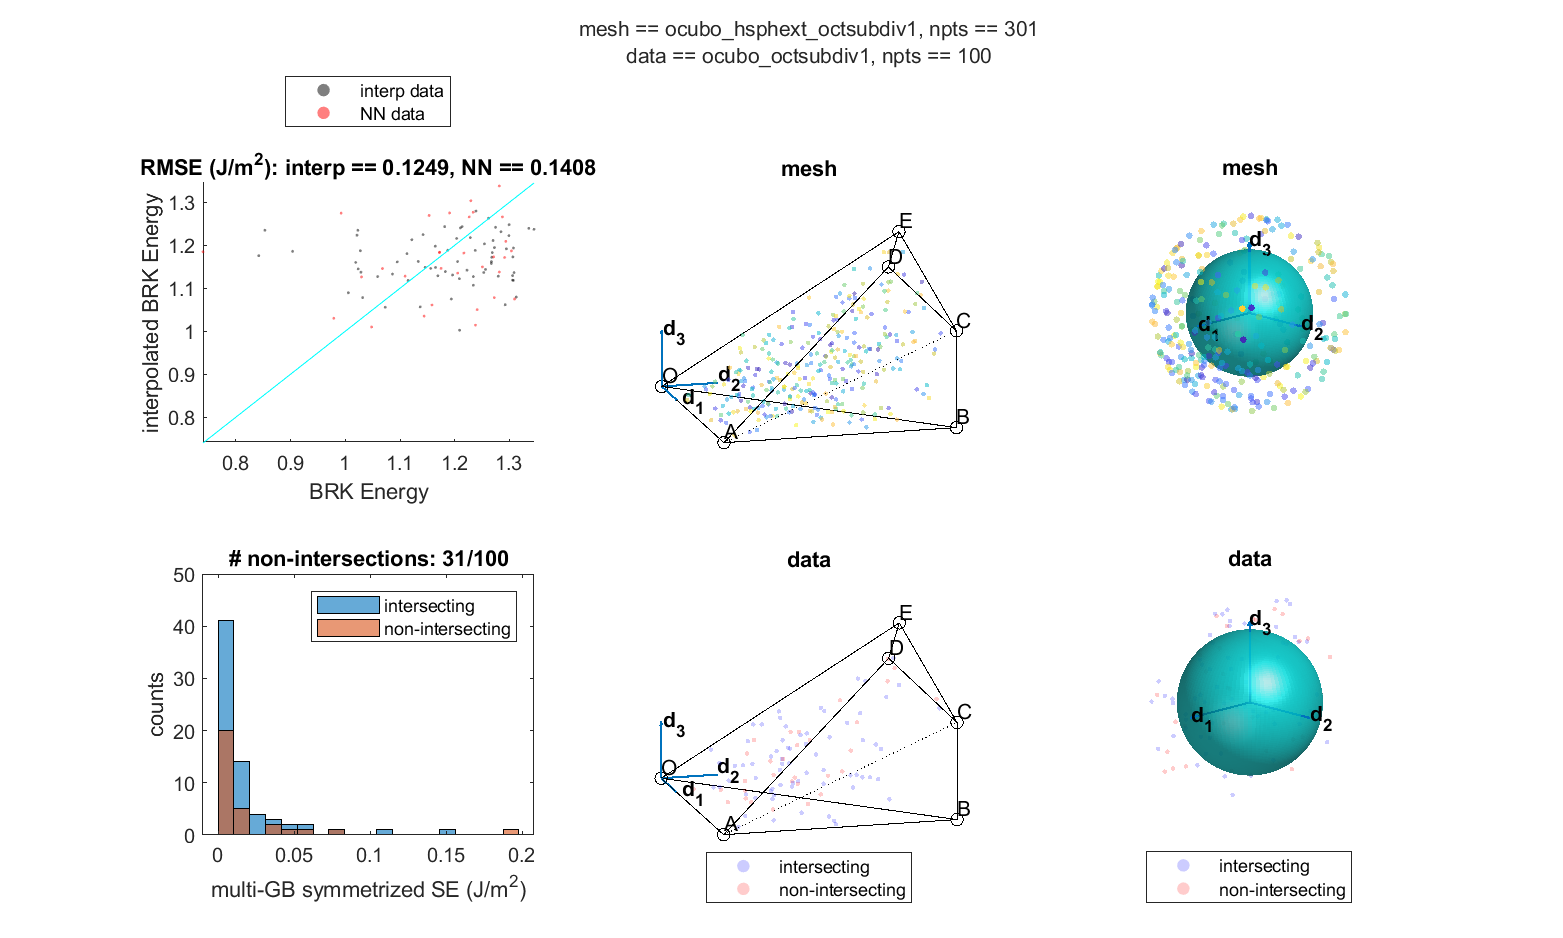 mesh == ocubo_hsphext_octsubdiv1, npts == 301
data == ocubo_octsubdiv1, npts == 100
interp data
NN data
RMSE (J/m²): interp == 0.1249, NN == 0.1408
interpolated BRK Energy
1.3
1.2
1.1
1
0.9
0.8
0.8 0.9 1 1.1 1.2 1.3
BRK Energy
mesh
E
D
C
d₃
O
d₂
d₁
B
A
mesh
d₃
d₁
d₂
# non-intersections: 31/100
counts
50
40
30
20
10
0
intersecting
non-intersecting
0 0.05 0.1 0.15 0.2
multi-GB symmetrized SE (J/m²)
data
E
D
C
d₃
O
d₂
d₁
B
A
intersecting
non-intersecting
data
d₃
d₁
d₂
intersecting
non-intersecting